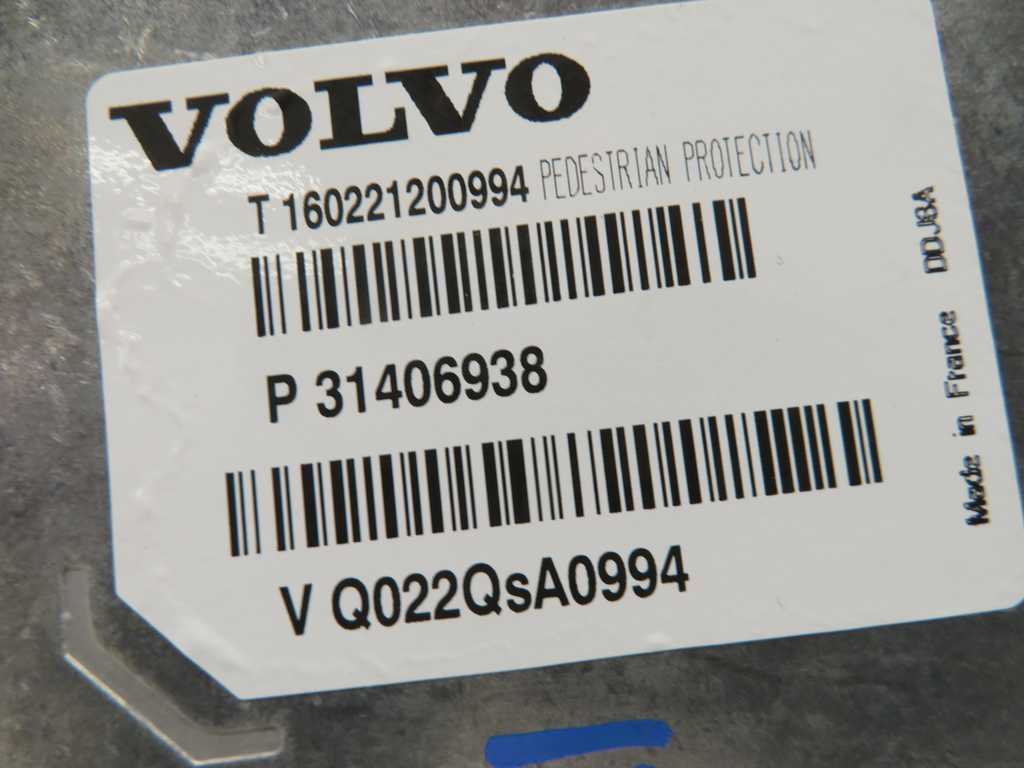 VOLVO
T 160221200994 PEDESTRIAN PROTECTION
P 31406938
V Q022QsA0994
Made in France DDJBA